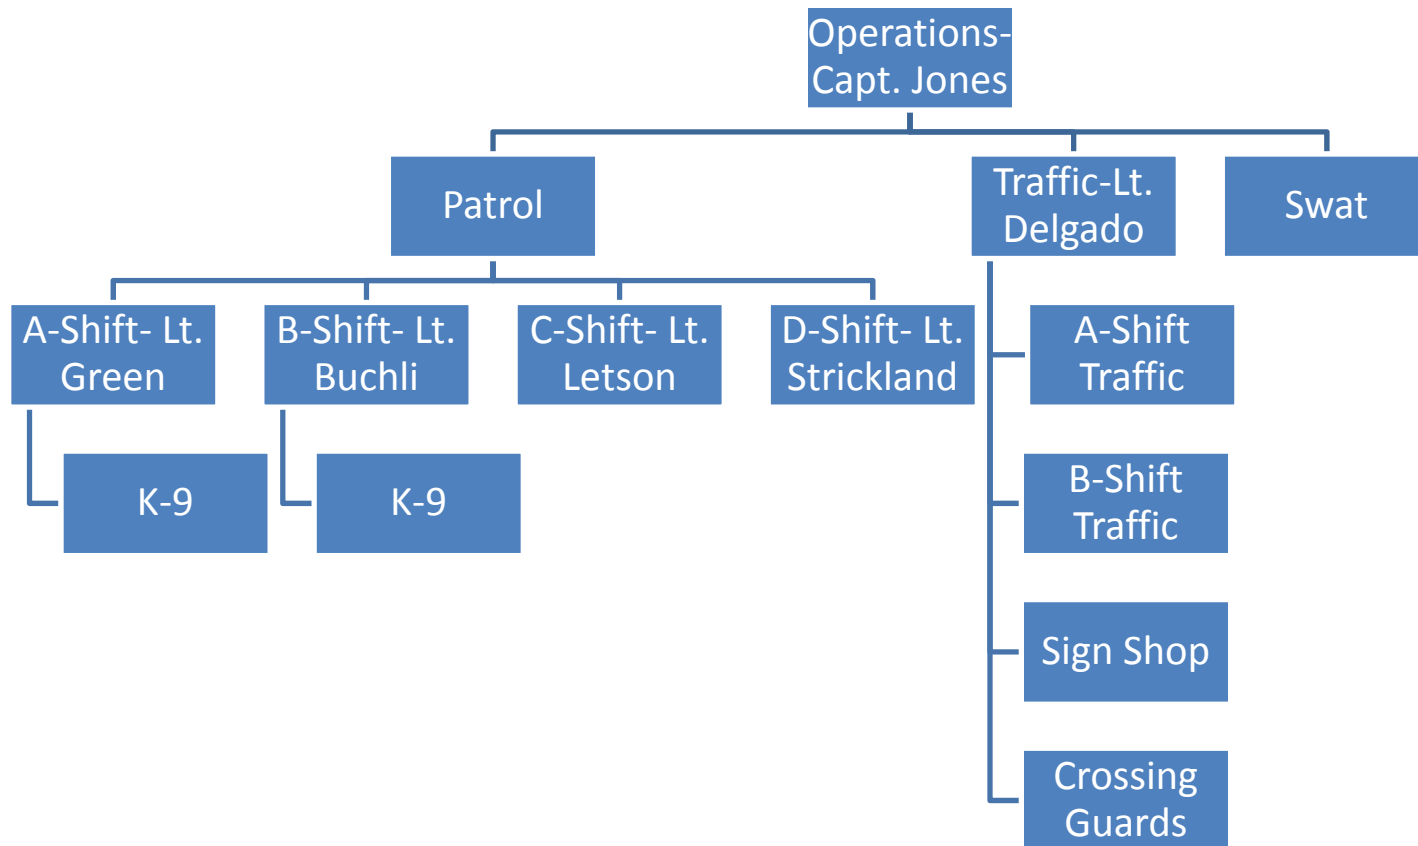 Operations-
Capt. Jones
Patrol
Traffic-Lt.
Delgado
Swat
A-Shift- Lt.
Green
B-Shift- Lt.
Buchli
C-Shift- Lt.
Letson
D-Shift- Lt.
Strickland
A-Shift
Traffic
K-9
K-9
B-Shift
Traffic
Sign Shop
Crossing
Guards